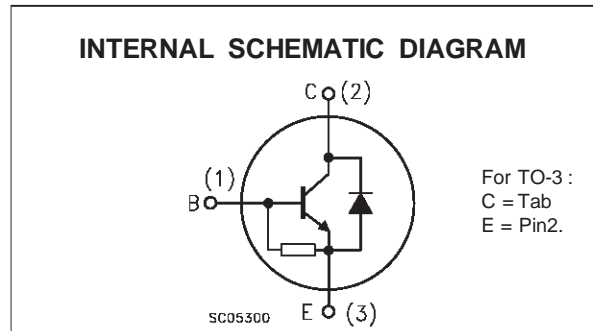 INTERNAL SCHEMATIC DIAGRAM
C (2)
(1)
B
For TO-3 :
C = Tab
E = Pin2.
SC05300
E (3)